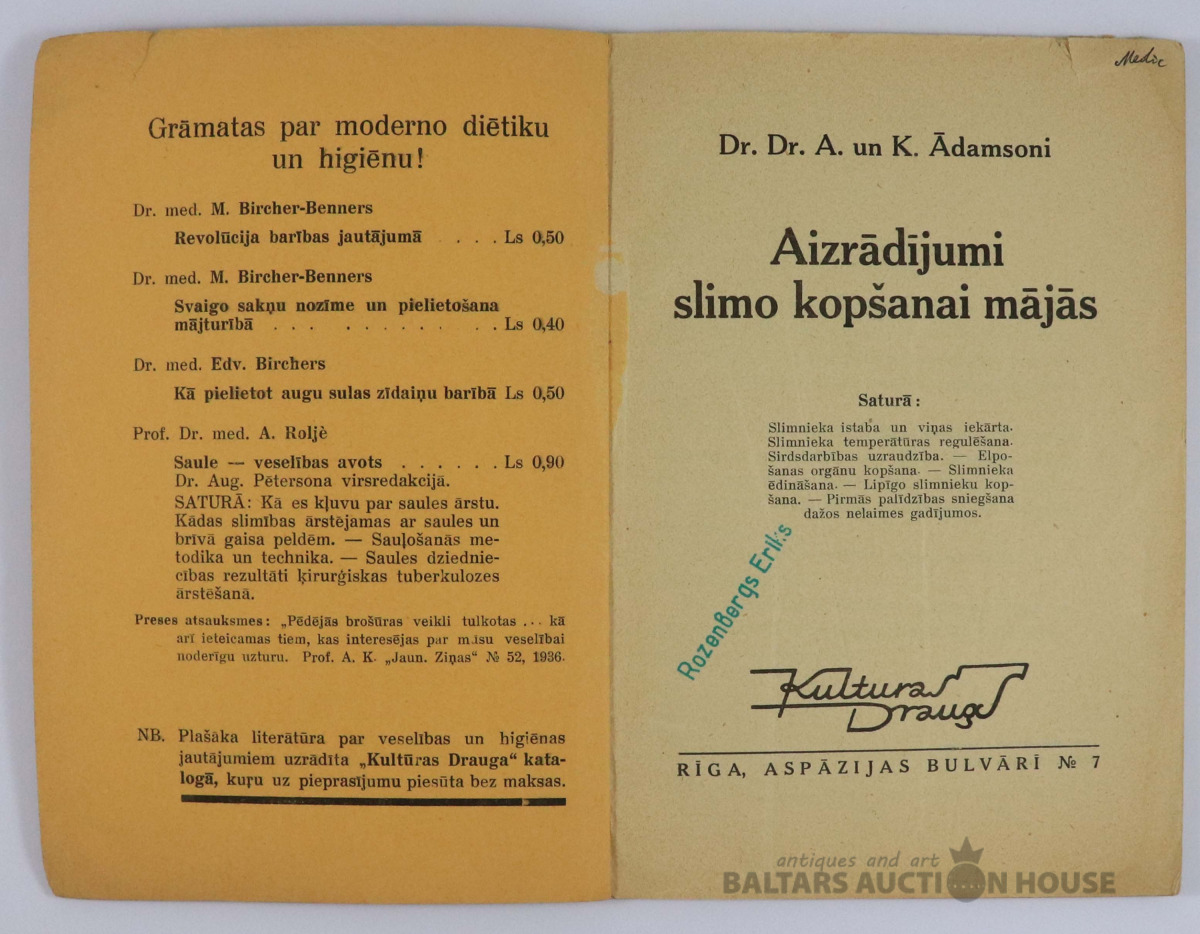 Grāmatas par moderno diētiku
un higiēnu!
Dr. med. M. Bircher-Benners
Revolūcija barības jautājumā . . . Ls 0,50
Dr. med. M. Bircher-Benners
Svaigo sakņu nozīme un pielietošana
mājturībā . . . . . . . . . . . Ls 0,40
Dr. med. Edv. Birchers
Kā pielietot augu sulas zīdaiņu barībā Ls 0,50
Prof. Dr. med. A. Roljè
Saule — veselības avots . . . . . . Ls 0,90
Dr. Aug. Pētersona virsredakcijā.
SATURĀ: Kā es kļuvu par saules ārstu.
Kādas slimības ārstējamas ar saules un
brīvā gaisa peldēm. — Sauļošanās me-
todika un technika. — Saules dziednie-
cības rezultāti ķirurģiskas tuberkulozes
ārstēšanā.
Preses atsauksmes: „Pēdējās brošūras veikli tulkotas ... kā
arī ieteicamas tiem, kas interesējas par mūsu veselībai
noderīgu uzturu. Prof. A. K. „Jaun. Ziņas“ № 52, 1936.
NB. Plašāka literātūra par veselības un higiēnas
jautājumiem uzrādīta „Kultūras Drauga“ kata-
logā, kuŗu uz pieprasījumu piesūta bez maksas.
Medic
Dr. Dr. A. un K. Ādamsoni
Aizrādījumi
slimo kopšanai mājās
Saturā:
Slimnieka istaba un viņas iekārta.
Slimnieka temperātūras regulēšana.
Sirdsdarbības uzraudzība. — Elpo-
šanas orgānu kopšana. — Slimnieka
ēdināšana. — Lipīgo slimnieku kop-
šana. — Pirmās palīdzības sniegšana
dažos nelaimes gadījumos.
Rozenbergs Eriks
Kulturas
Draugs
RĪGA, ASPĀZIJAS BULVĀRĪ № 7
antiques and art
BALTARS AUCTION HOUSE